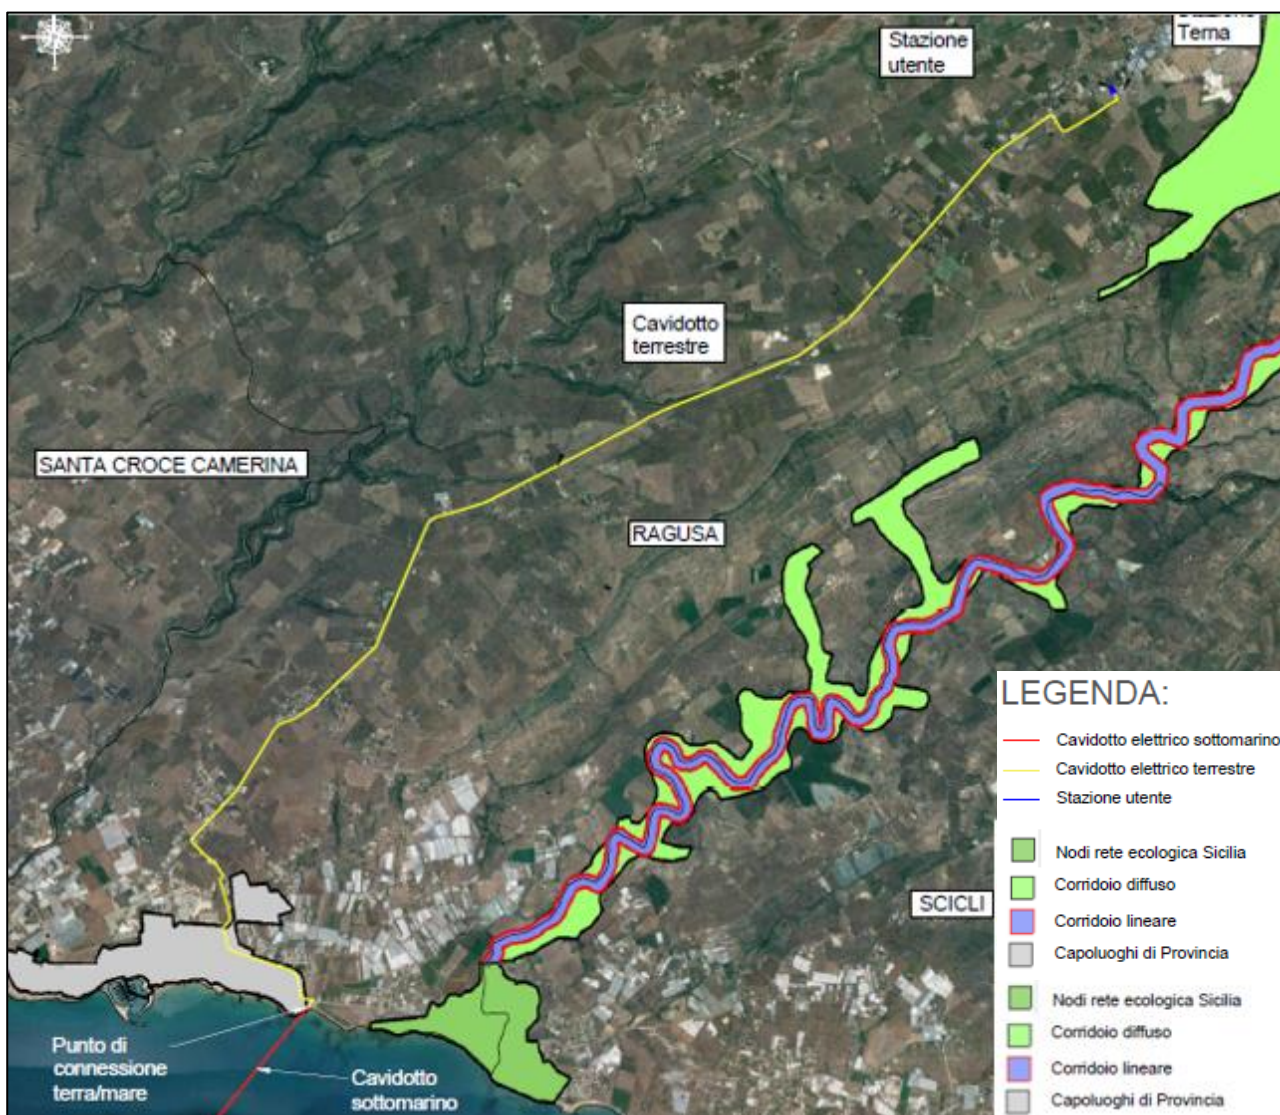 Stazione
Terna
Stazione
utente
Cavidotto
terrestre
SANTA CROCE CAMERINA
RAGUSA
SCICLI
Punto di
connessione
terra/mare
Cavidotto
sottomarino
LEGENDA:
Cavidotto elettrico sottomarino
Cavidotto elettrico terrestre
Stazione utente
Nodi rete ecologica Sicilia
Corridoio diffuso
Corridoio lineare
Capoluoghi di Provincia
Nodi rete ecologica Sicilia
Corridoio diffuso
Corridoio lineare
Capoluoghi di Provincia